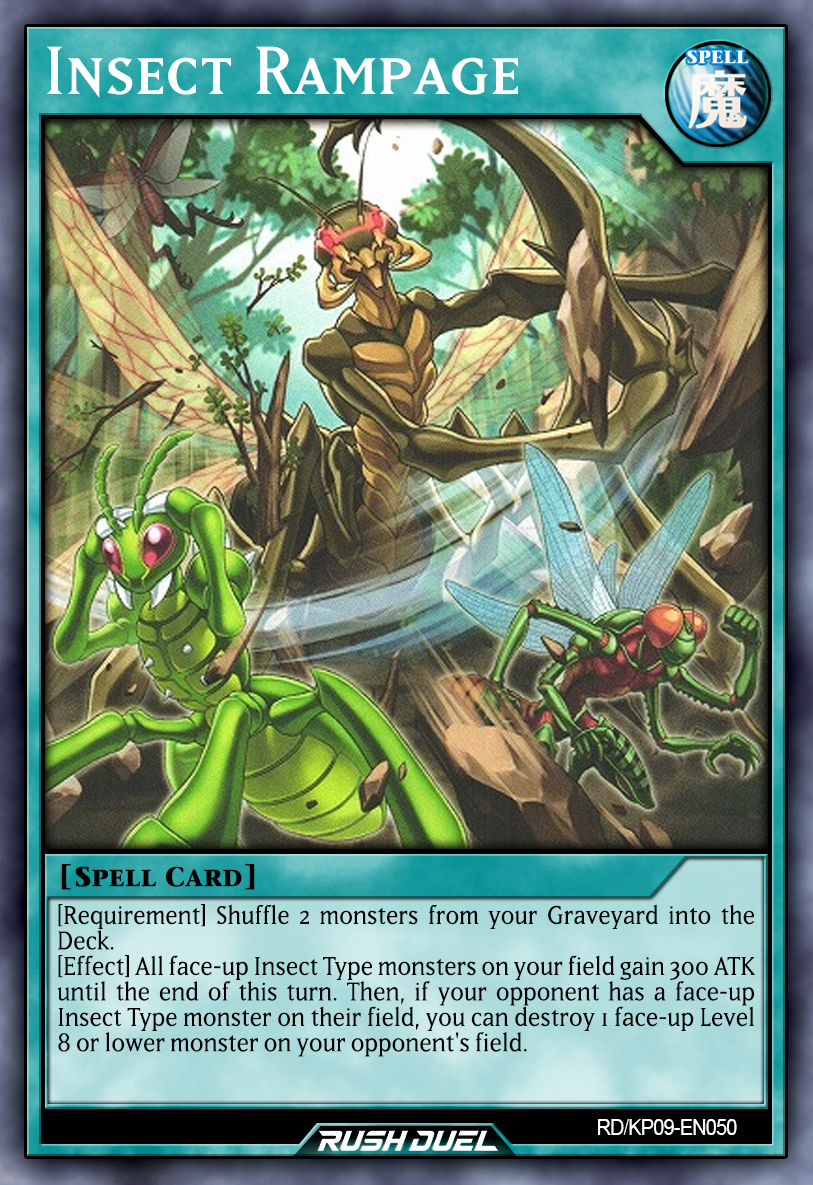 Insect Rampage
SPELL
魔
[Spell Card]
[Requirement] Shuffle 2 monsters from your Graveyard into the
Deck.
[Effect] All face-up Insect Type monsters on your field gain 300 ATK
until the end of this turn. Then, if your opponent has a face-up
Insect Type monster on their field, you can destroy 1 face-up Level
8 or lower monster on your opponent's field.
RD/KP09-EN050
RUSH DUEL